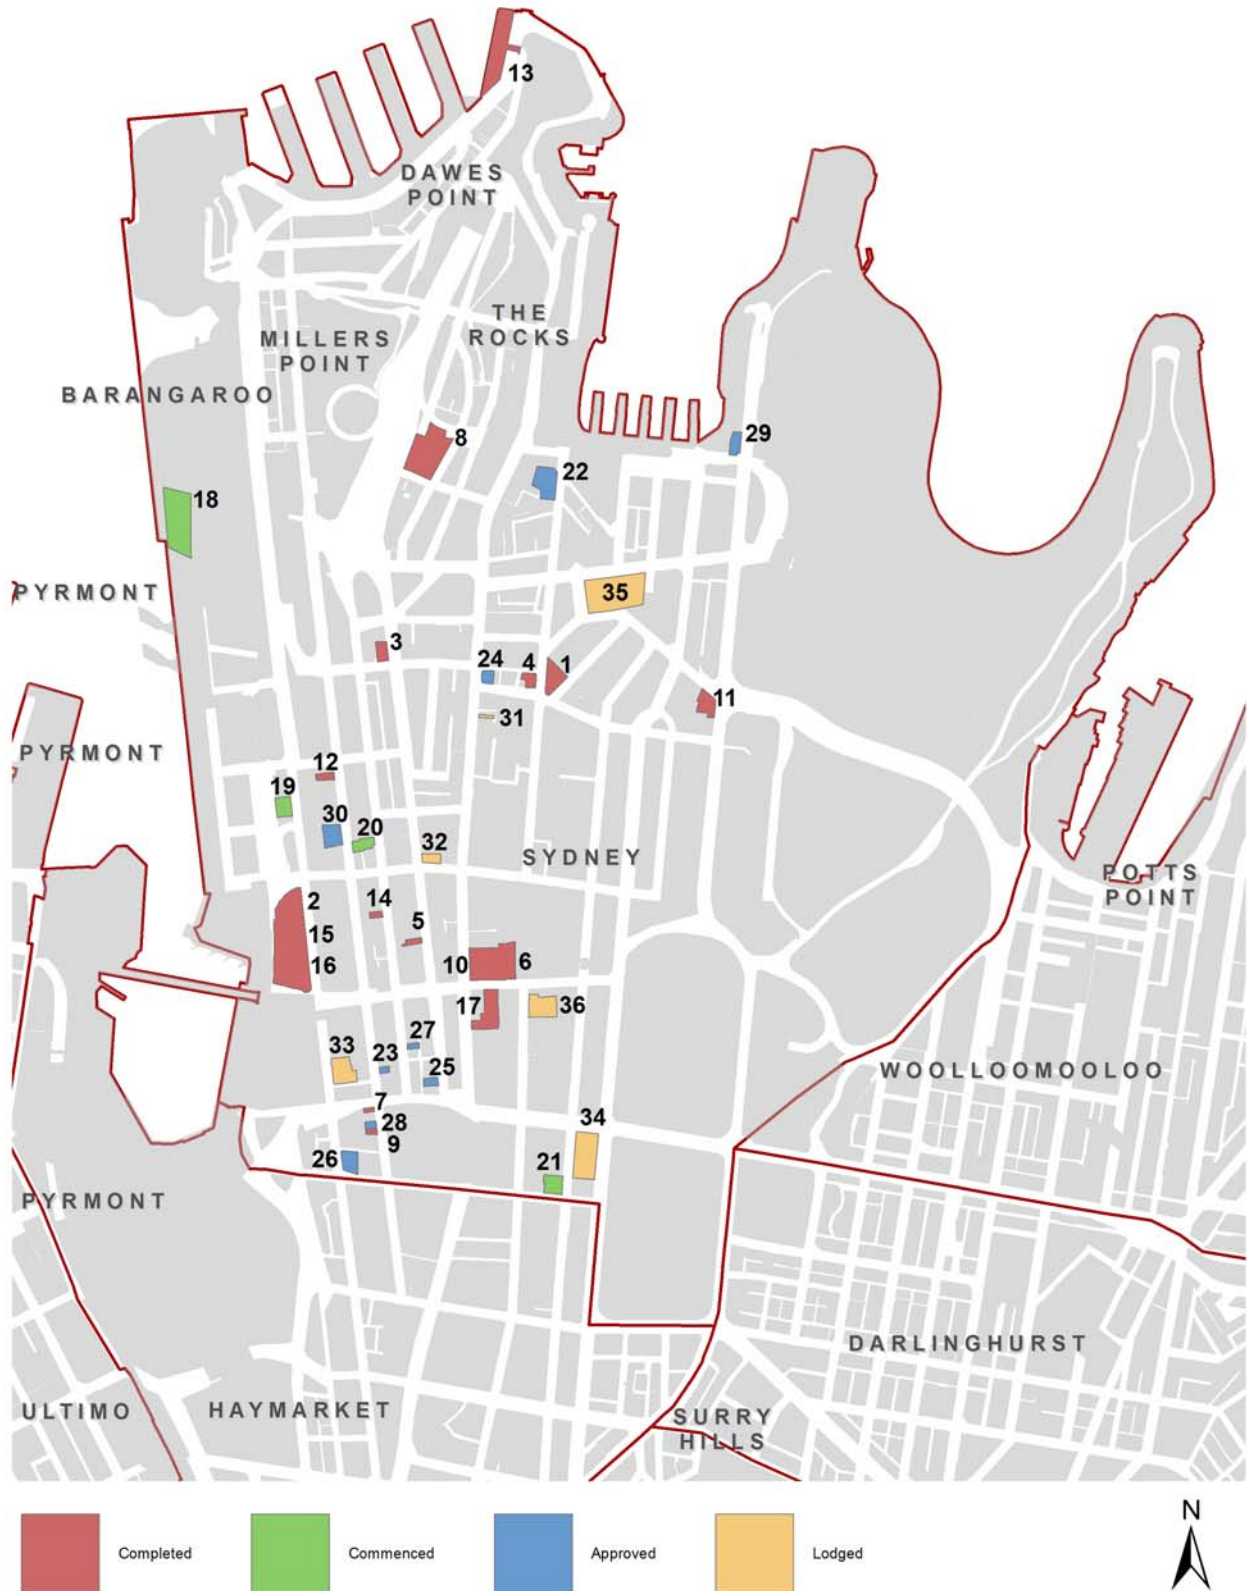 13
DAWES
POINT
THE
ROCKS
MILLERS
POINT
BARANGAROO
8
29
22
18
PYRMONT
35
3
24
4
1
11
31
PYRMONT
12
19
30
20
32
SYDNEY
POTTS
POINT
2
14
15
5
16
10
6
17
36
27
33
23
25
WOOLLOOMOOLOO
7
28
34
9
26
21
PYRMONT
DARLINGHURST
ULTIMO
HAYMARKET
SURRY
HILLS
N
Completed
Commenced
Approved
Lodged